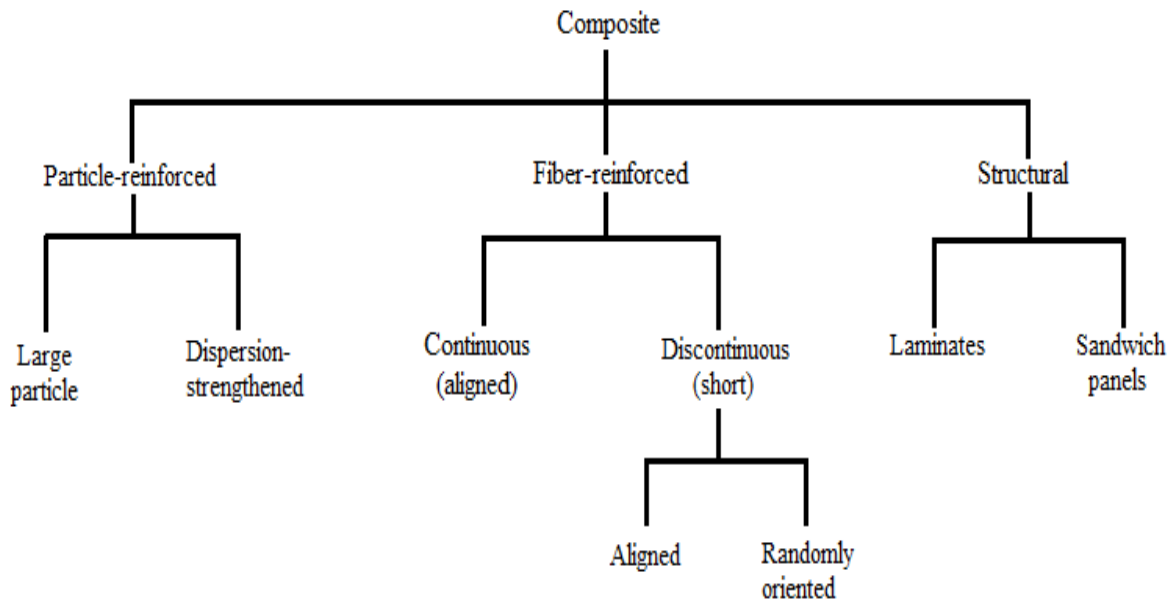 Composite
Particle-reinforced
Fiber-reinforced
Structural
Large
particle
Dispersion-
strengthened
Continuous
(aligned)
Discontinuous
(short)
Laminates
Sandwich
panels
Aligned
Randomly
oriented